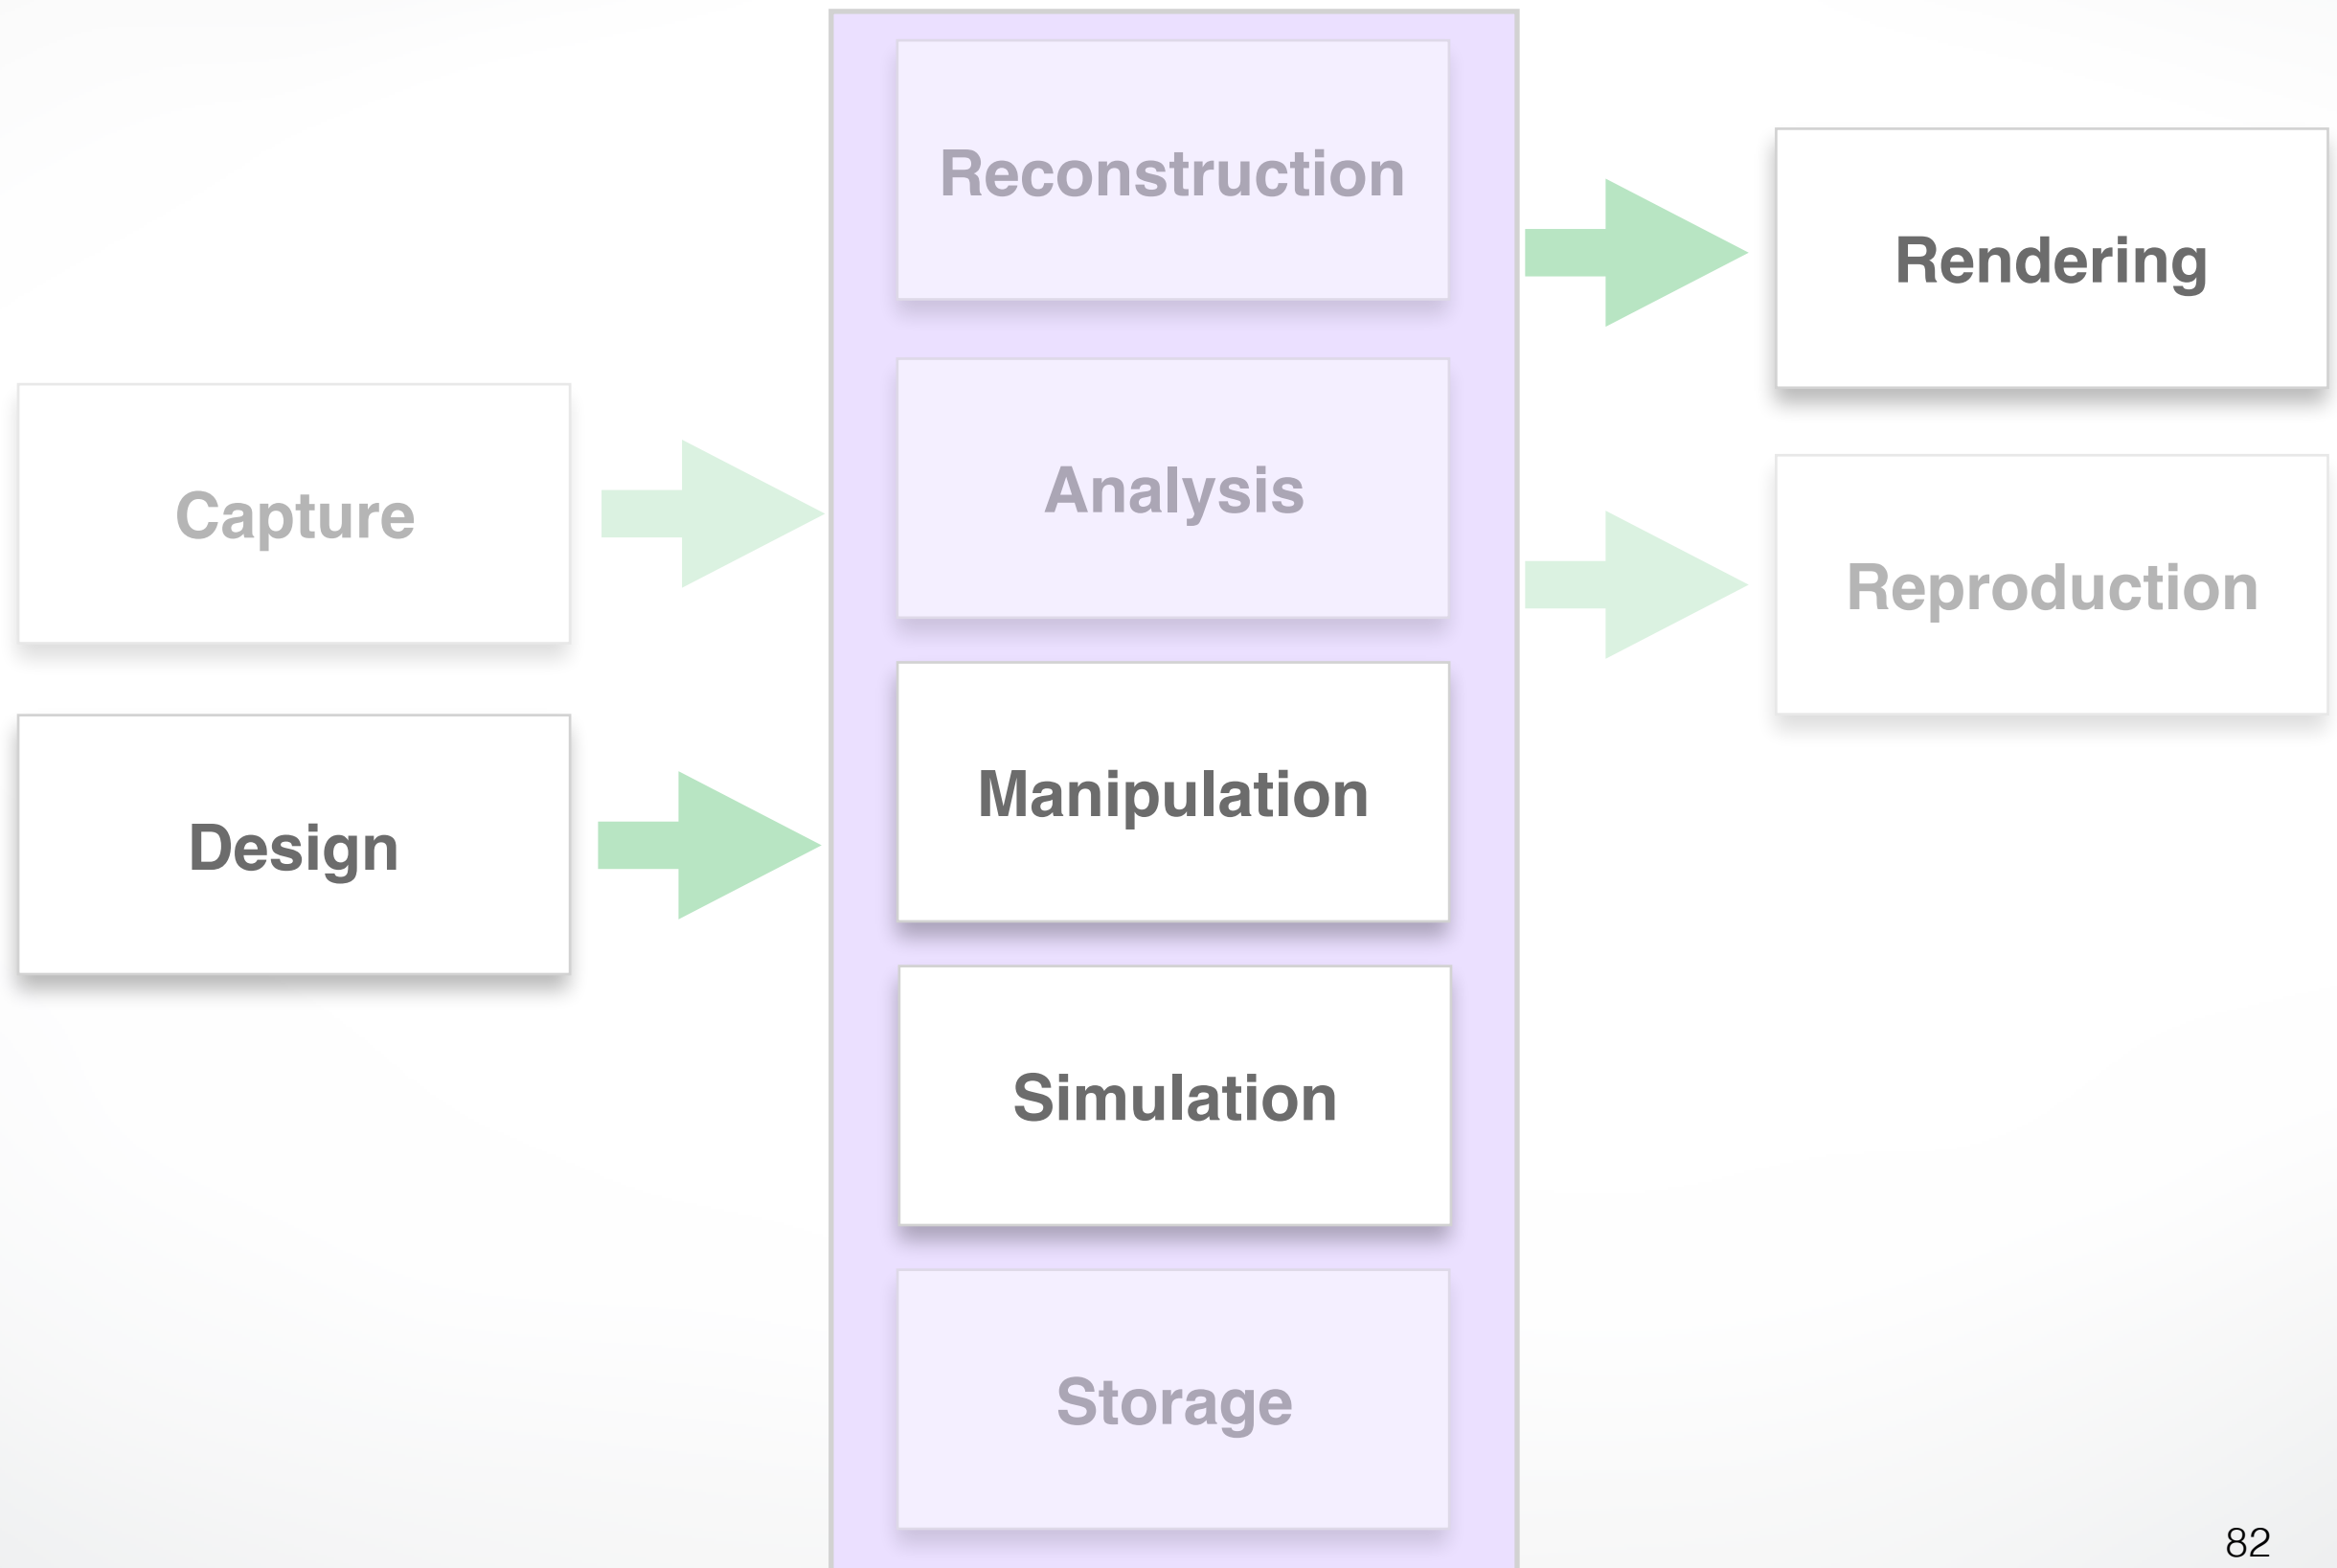 Capture
Design
Reconstruction
Analysis
Manipulation
Simulation
Storage
Rendering
Reproduction
82